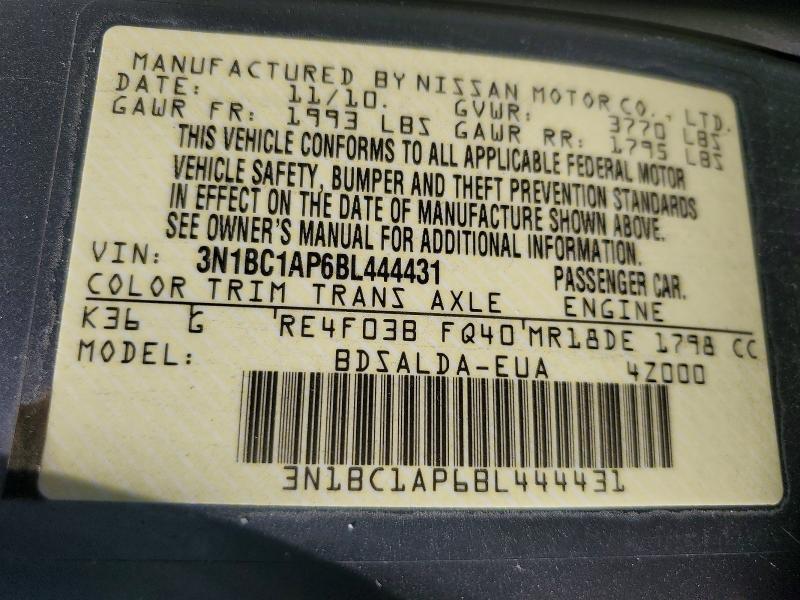 MANUFACTURED BY NISSAN MOTOR CO., LTD.
DATE: 11/10. GVWR: 3770 LBS
GAWR FR: 1993 LBS GAWR RR: 1795 LBS
THIS VEHICLE CONFORMS TO ALL APPLICABLE FEDERAL MOTOR
VEHICLE SAFETY, BUMPER AND THEFT PREVENTION STANDARDS
IN EFFECT ON THE DATE OF MANUFACTURE SHOWN ABOVE.
SEE OWNER'S MANUAL FOR ADDITIONAL INFORMATION.
VIN: 3N1BC1AP6BL444431 PASSENGER CAR.
COLOR TRIM TRANS AXLE ENGINE
K36 G RE4F03B FQ40 MR18DE 1798 CC
MODEL: BDSALDA-EUA 4Z000
3N1BC1AP6BL444431